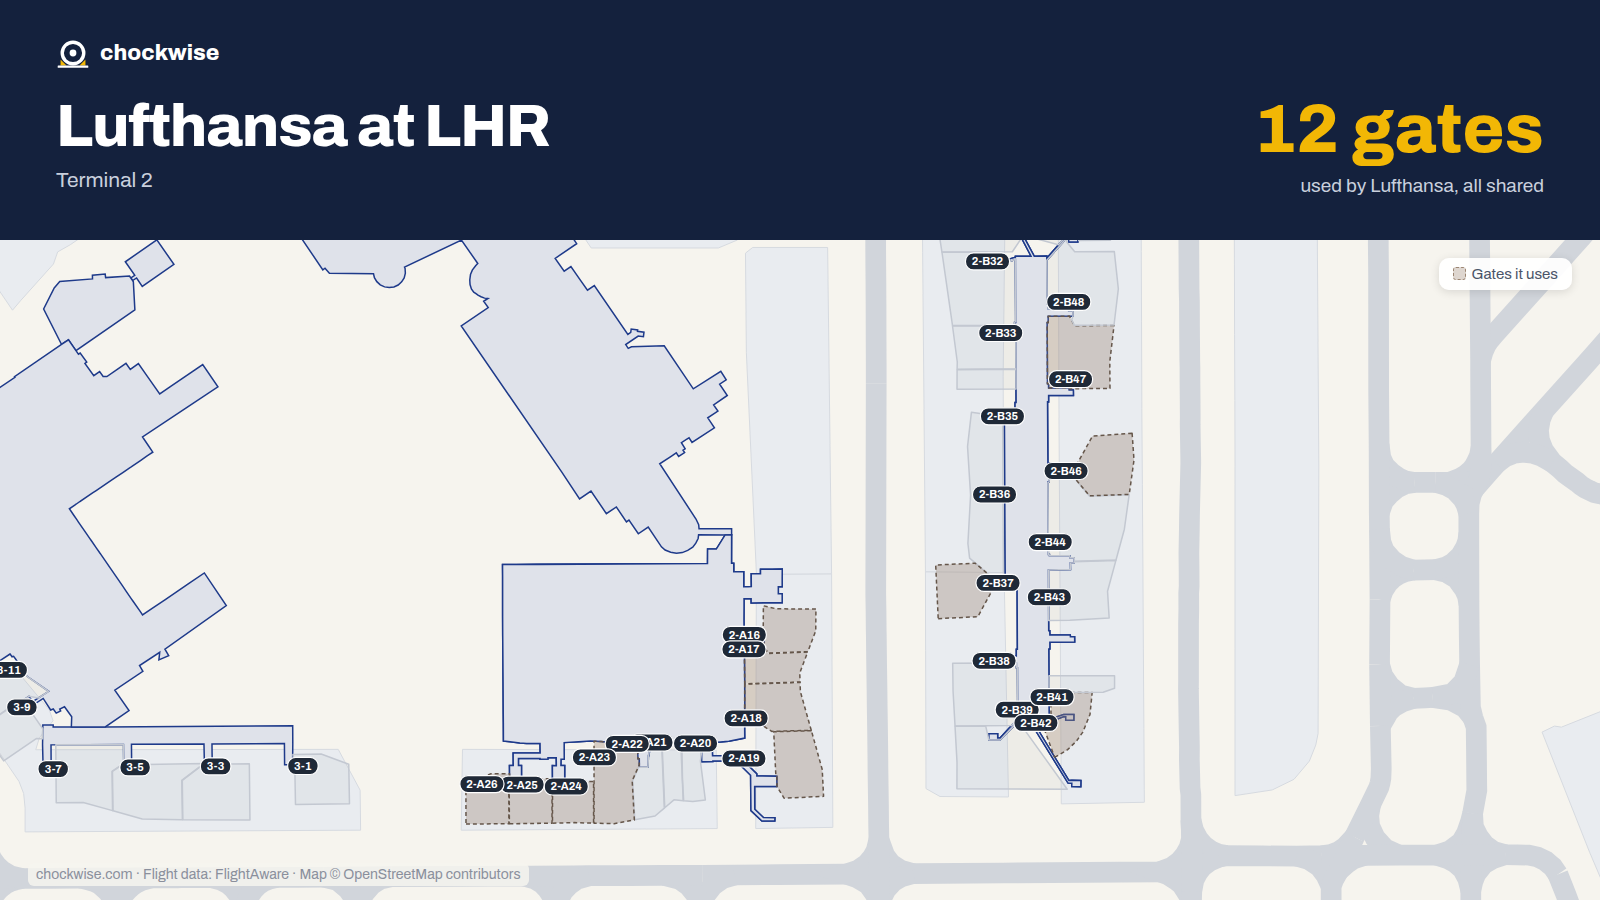 chockwise
Lufthansa at LHR
Terminal 2
12 gates
used by Lufthansa, all shared
Gates it uses
2-B32
2-B48
2-B33
2-B47
2-B35
2-B46
2-B36
2-B44
2-B37
2-B43
2-A16
2-A17
2-B38
2-B41
2-B39
2-B42
2-A18
2-A22
A21
2-A20
2-A23
2-A19
2-A26
2-A25
2-A24
3-11
3-9
3-7
3-5
3-3
3-1
chockwise.com · Flight data: FlightAware · Map © OpenStreetMap contributors